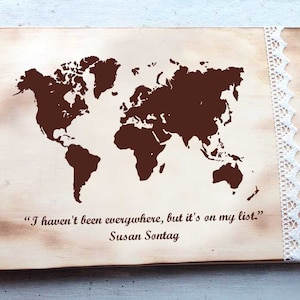 “I haven't been everywhere, but it's on my list.”
Susan Sontag